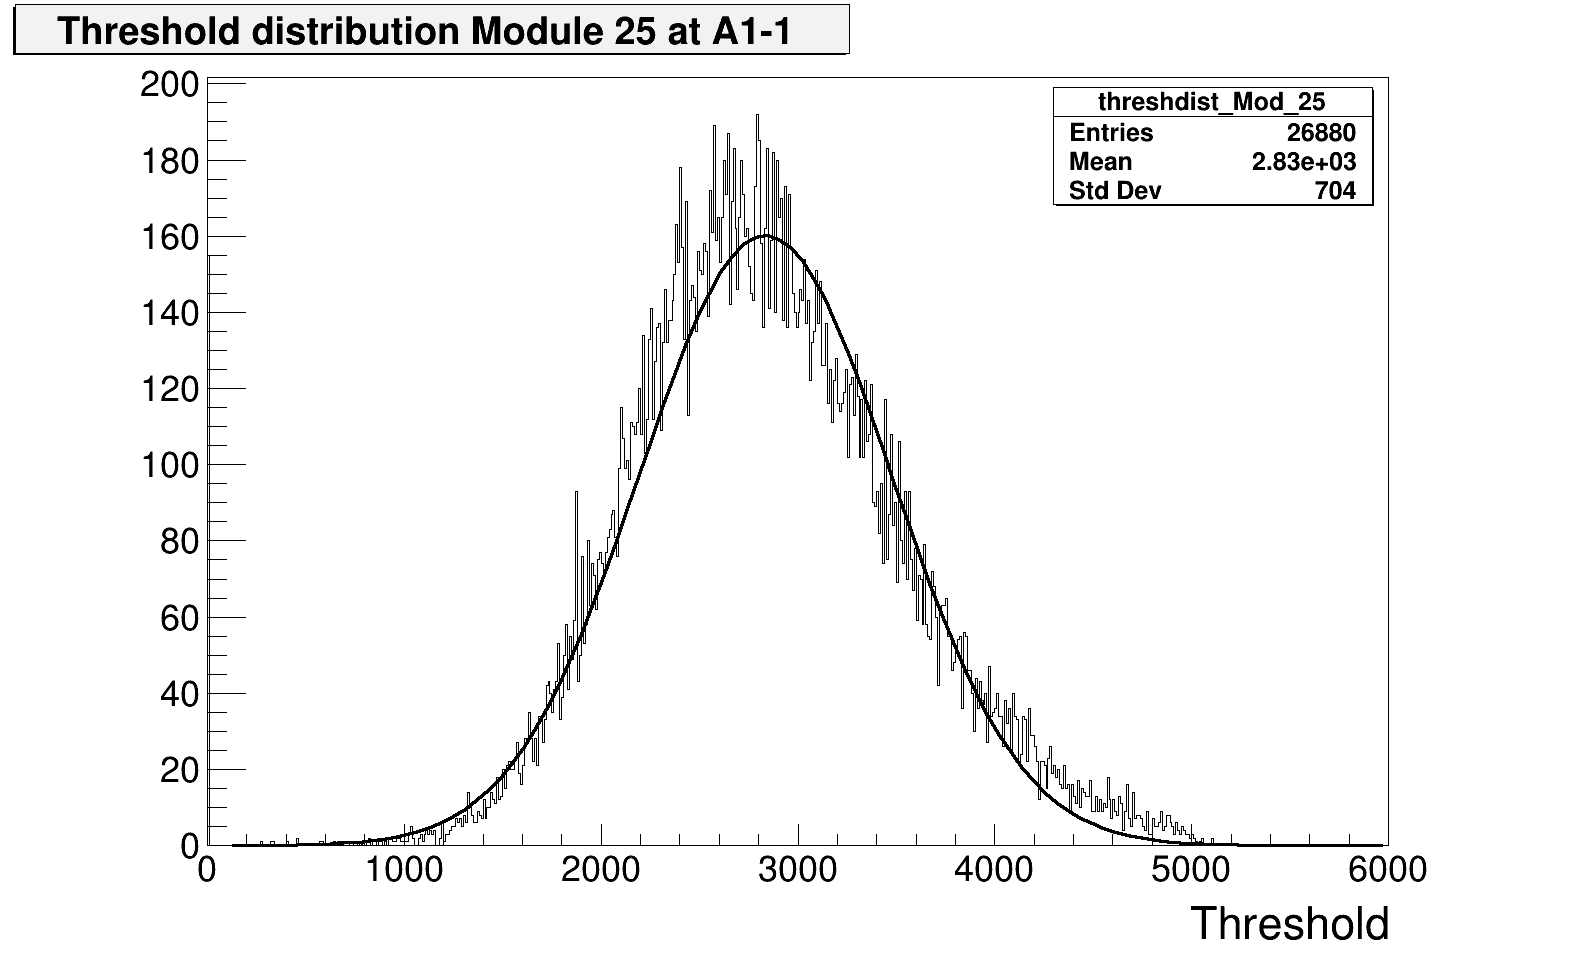 Threshold distribution Module 25 at A1-1
threshdist_Mod_25
Entries 26880
Mean 2.83e+03
Std Dev 704
200
180
160
140
120
100
80
60
40
20
0
0 1000 2000 3000 4000 5000 6000
Threshold